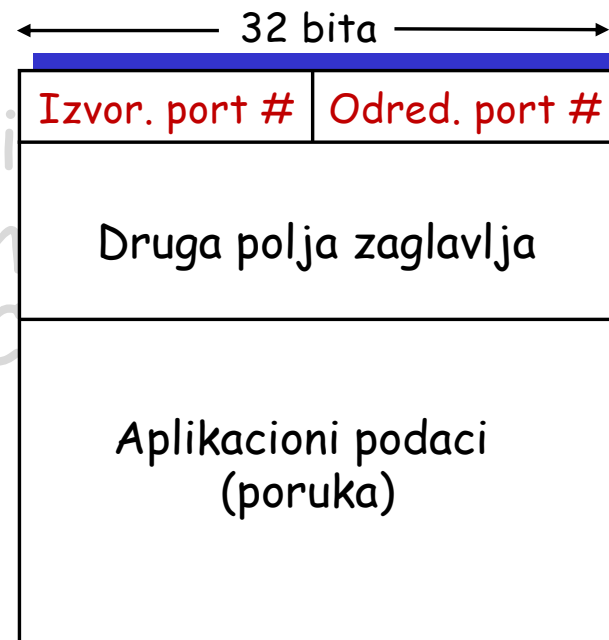 32 bita
Izvor. port # Odred. port #
Druga polja zaglavlja
Aplikacioni podaci
(poruka)